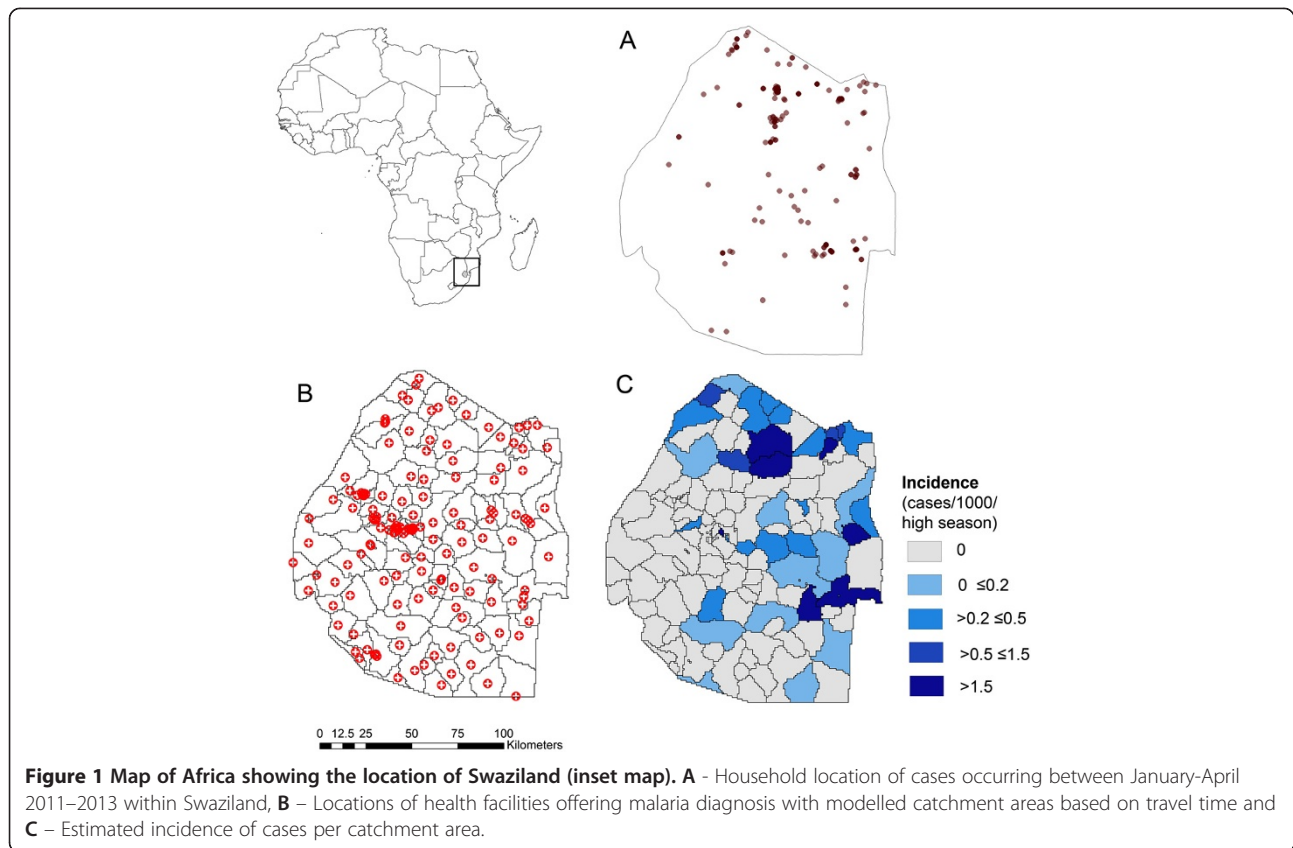 A
B
C
Incidence
(cases/1000/
high season)
0
0 ≤0.2
>0.2 ≤0.5
>0.5 ≤1.5
>1.5
0 12.5 25 50 75 100
Kilometers
Figure 1 Map of Africa showing the location of Swaziland (inset map). A - Household location of cases occurring between January-April
2011–2013 within Swaziland, B – Locations of health facilities offering malaria diagnosis with modelled catchment areas based on travel time and
C – Estimated incidence of cases per catchment area.